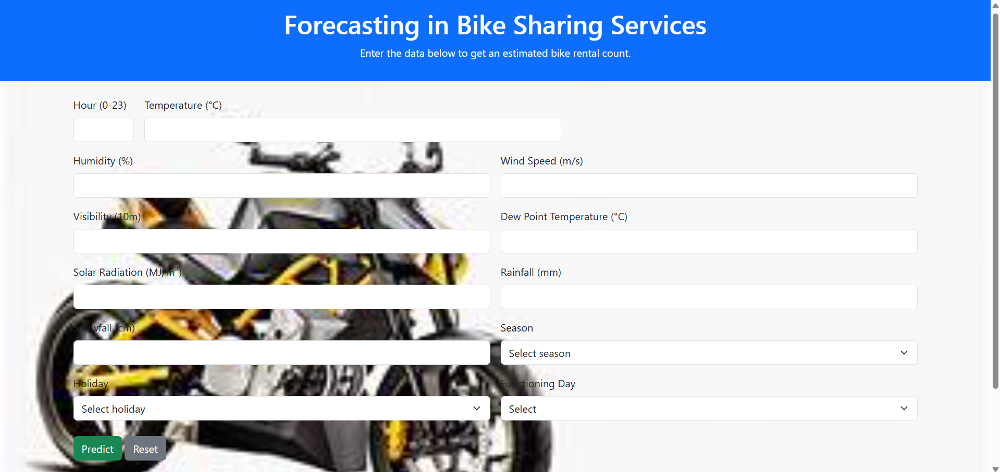 Forecasting in Bike Sharing Services
Enter the data below to get an estimated bike rental count.
Hour (0-23) Temperature (°C)
Humidity (%) Wind Speed (m/s)
Visibility (10m) Dew Point Temperature (°C)
Solar Radiation (MJ/m²) Rainfall (mm)
Snowfall (cm) Season
Select season
Holiday Functioning Day
Select holiday Select
Predict Reset